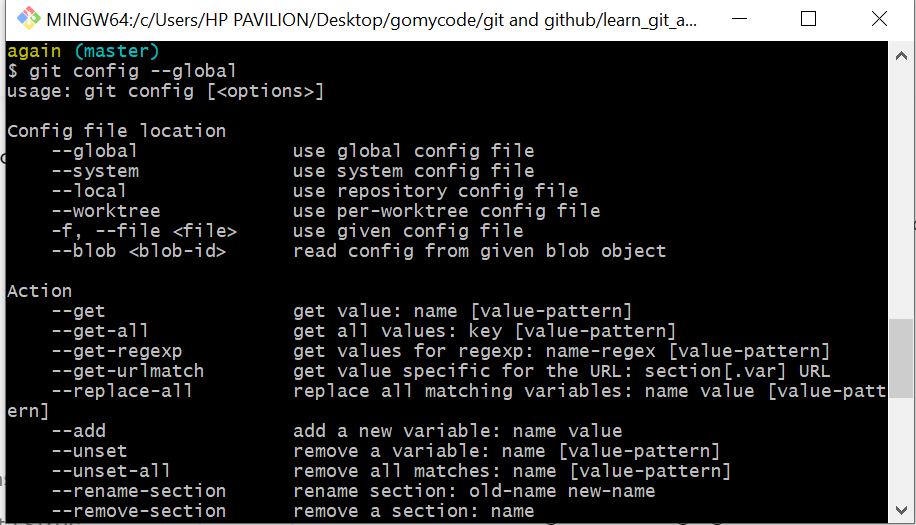 MINGW64:/c/Users/HP PAVILION/Desktop/gomycode/git and github/learn_git_a...
again (master)
$ git config --global
usage: git config [<options>]
Config file location
--global use global config file
--system use system config file
--local use repository config file
--worktree use per-worktree config file
-f, --file <file> use given config file
--blob <blob-id> read config from given blob object
Action
--get get value: name [value-pattern]
--get-all get all values: key [value-pattern]
--get-regexp get values for regexp: name-regex [value-pattern]
--get-urlmatch get value specific for the URL: section[.var] URL
--replace-all replace all matching variables: name value [value-patt
ern]
--add add a new variable: name value
--unset remove a variable: name [value-pattern]
--unset-all remove all matches: name [value-pattern]
--rename-section rename section: old-name new-name
--remove-section remove a section: name